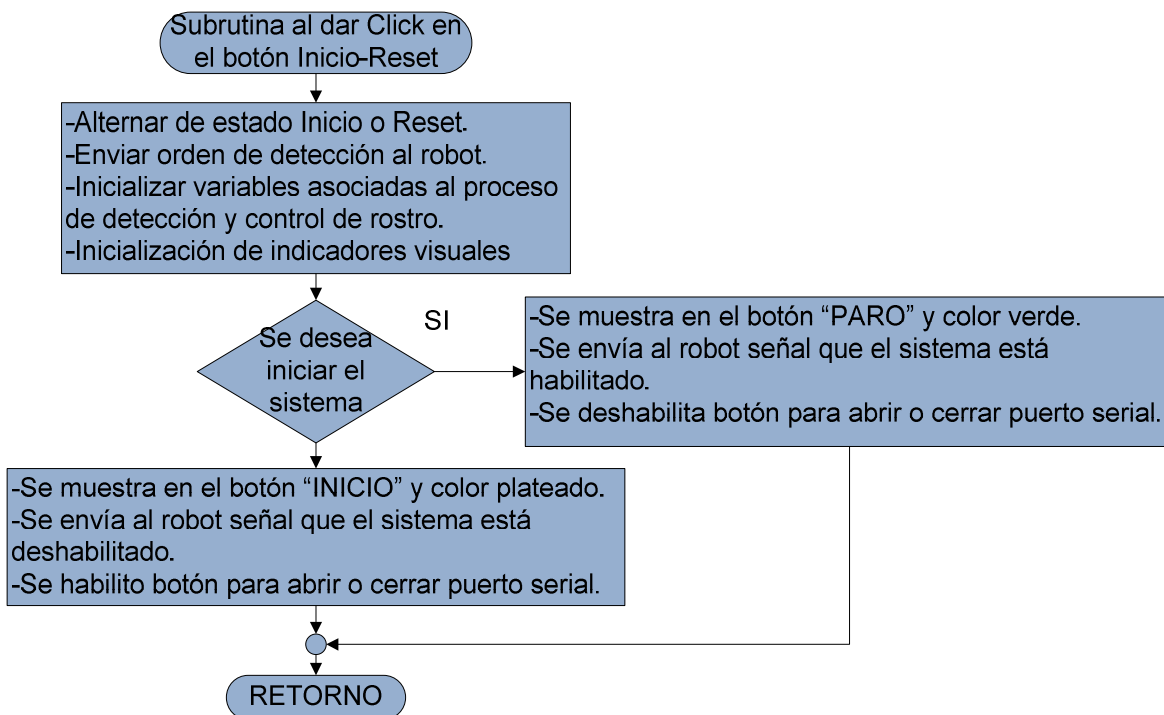 Subrutina al dar Click en
el botón Inicio-Reset
-Alternar de estado Inicio o Reset.
-Enviar orden de detección al robot.
-Inicializar variables asociadas al proceso
de detección y control de rostro.
-Inicialización de indicadores visuales
Se desea
iniciar el
sistema
SI
-Se muestra en el botón “PARO” y color verde.
-Se envía al robot señal que el sistema está
habilitado.
-Se deshabilita botón para abrir o cerrar puerto serial.
-Se muestra en el botón “INICIO” y color plateado.
-Se envía al robot señal que el sistema está
deshabilitado.
-Se habilito botón para abrir o cerrar puerto serial.
RETORNO